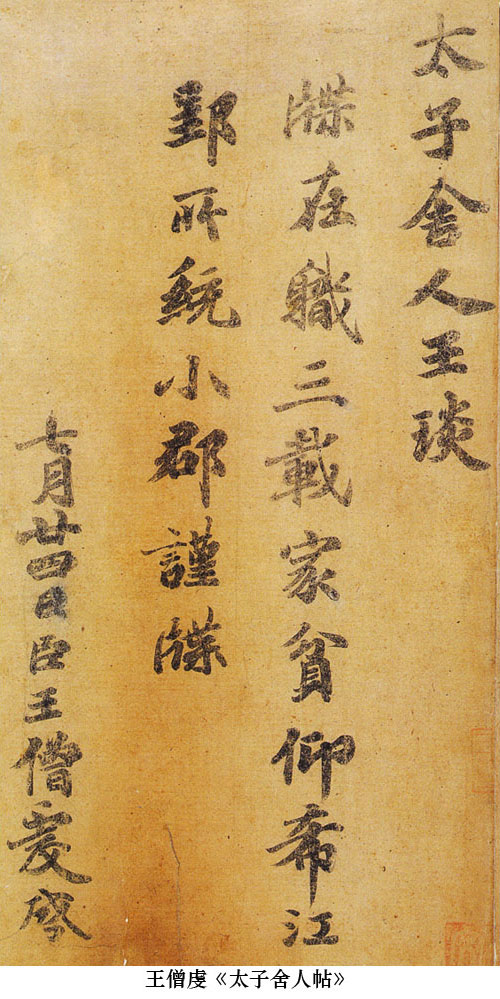 太子舍人王琰
牒在職三載家貧仰希江
郢所統小郡謹牒
七月廿四日臣王僧虔啓
王僧虔《太子舍人帖》